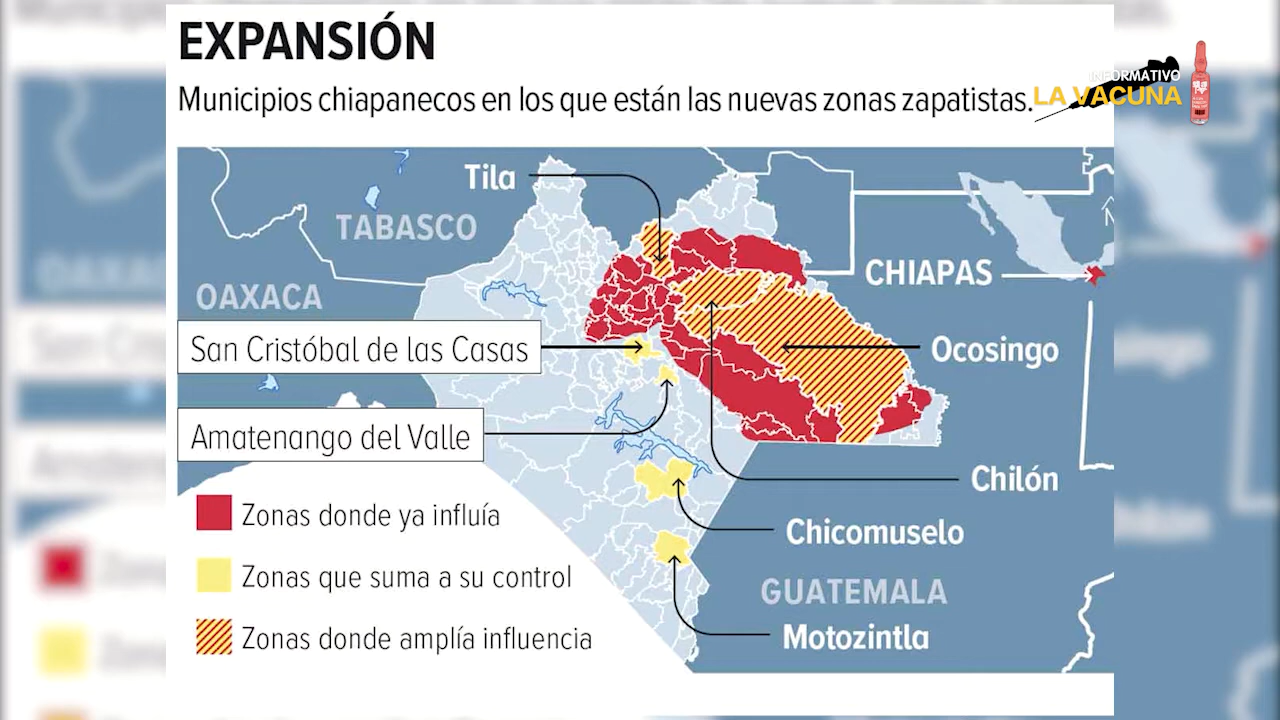 EXPANSIÓN
Municipios chiapanecos en los que están las nuevas zonas zapatistas.
INFORMATIVO
LA VACUNA
Tila
TABASCO
CHIAPAS
OAXACA
San Cristóbal de las Casas
Ocosingo
Amatenango del Valle
Chilón
Zonas donde ya influía
Chicomuselo
Zonas que suma a su control
GUATEMALA
Zonas donde amplía influencia
Motozintla